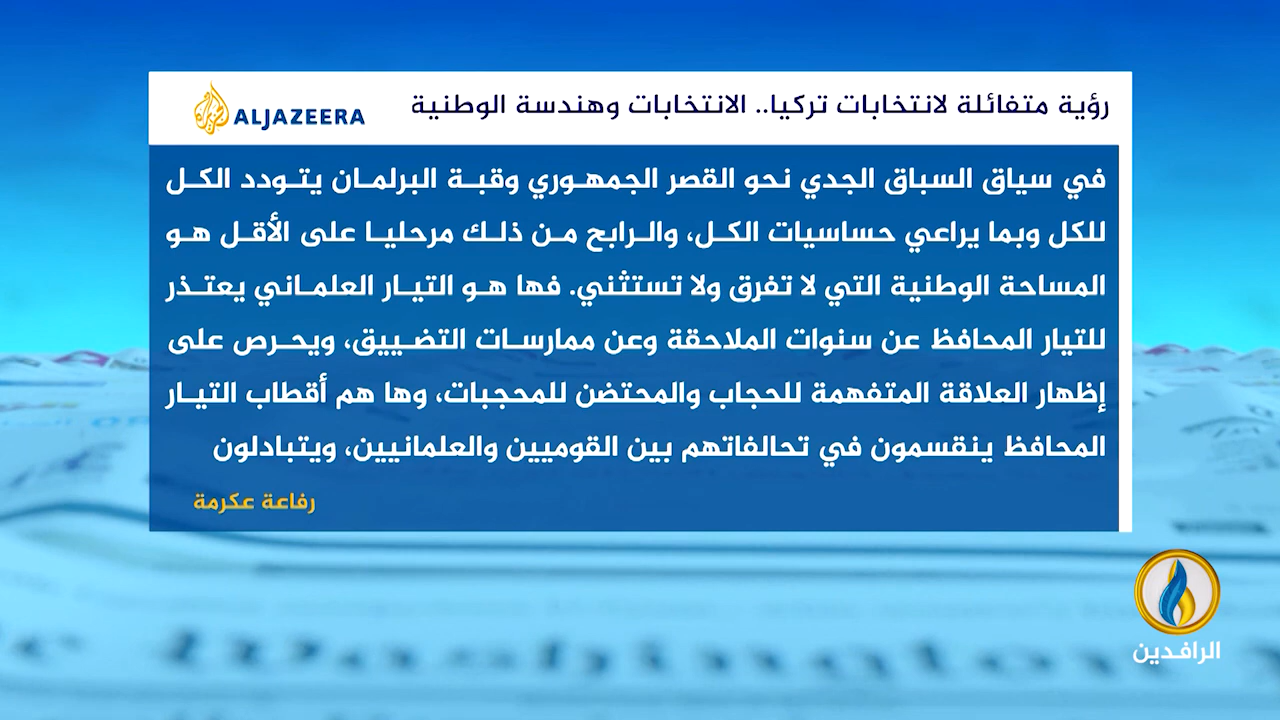 رؤية متفائلة لانتخابات تركيا.. الانتخابات وهندسة الوطنية
ALJAZEERA
في سياق السباق الجدي نحو القصر الجمهوري وقبة البرلمان يتودد الكل
للكل وبما يراعي حساسيات الكل، والرابح من ذلك مرحليا على الأقل هو
المساحة الوطنية التي لا تفرق ولا تستثني. فها هو التيار العلماني يعتذر
للتيار المحافظ عن سنوات الملاحقة وعن ممارسات التضييق، ويحرص على
إظهار العلاقة المتفهمة للحجاب والمحتضن للمحجبات، وها هم أقطاب التيار
المحافظ ينقسمون في تحالفاتهم بين القوميين والعلمانيين، ويتبادلون
رفاعة عكرمة
الرافدين